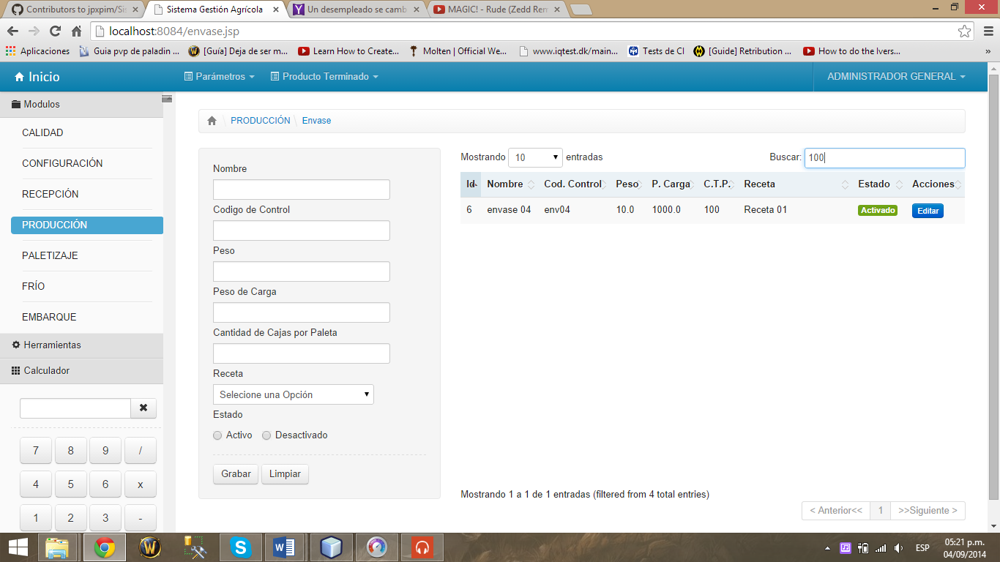 Contributors to jpxpim/Sis
Sistema Gestión Agrícola
Un desempleado se camb
MAGIC! - Rude (Zedd Rem
localhost:8084/envase.jsp
Aplicaciones
Guia pvp de paladin ...
[Guía] Deja de ser m...
Learn How to Create...
Molten | Official We...
www.iqtest.dk/main...
Tests de CI
[Guide] Retribution ...
How to do the Ivers...
»
Inicio
Parámetros
Producto Terminado
ADMINISTRADOR GENERAL
Modulos
CALIDAD
CONFIGURACIÓN
RECEPCIÓN
PRODUCCIÓN
PALETIZAJE
FRÍO
EMBARQUE
Herramientas
Calculador
7 8 9 /
4 5 6 x
1 2 3 -
PRODUCCIÓN
Envase
Nombre
Codigo de Control
Peso
Peso de Carga
Cantidad de Cajas por Paleta
Receta
Selecione una Opción
Estado
Activo
Desactivado
Grabar
Limpiar
Mostrando 10 entradas
Buscar: 100
Id Nombre Cod. Control Peso P. Carga C.T.P. Receta Estado Acciones
6 envase 04 env04 10.0 1000.0 100 Receta 01 Activado Editar
Mostrando 1 a 1 de 1 entradas (filtered from 4 total entries)
< Anterior<< 1 >>Siguiente >
ESP
05:21 p.m.
04/09/2014